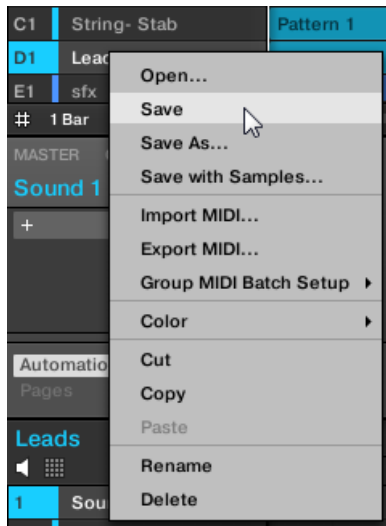 C1 String- Stab Pattern 1
D1 Lead
E1 sfx
# 1 Bar
MASTER
Sound 1
+
Automatio
Pages
Leads
1 Sou
Open...
Save
Save As...
Save with Samples...
Import MIDI...
Export MIDI...
Group MIDI Batch Setup
Color
Cut
Copy
Paste
Rename
Delete